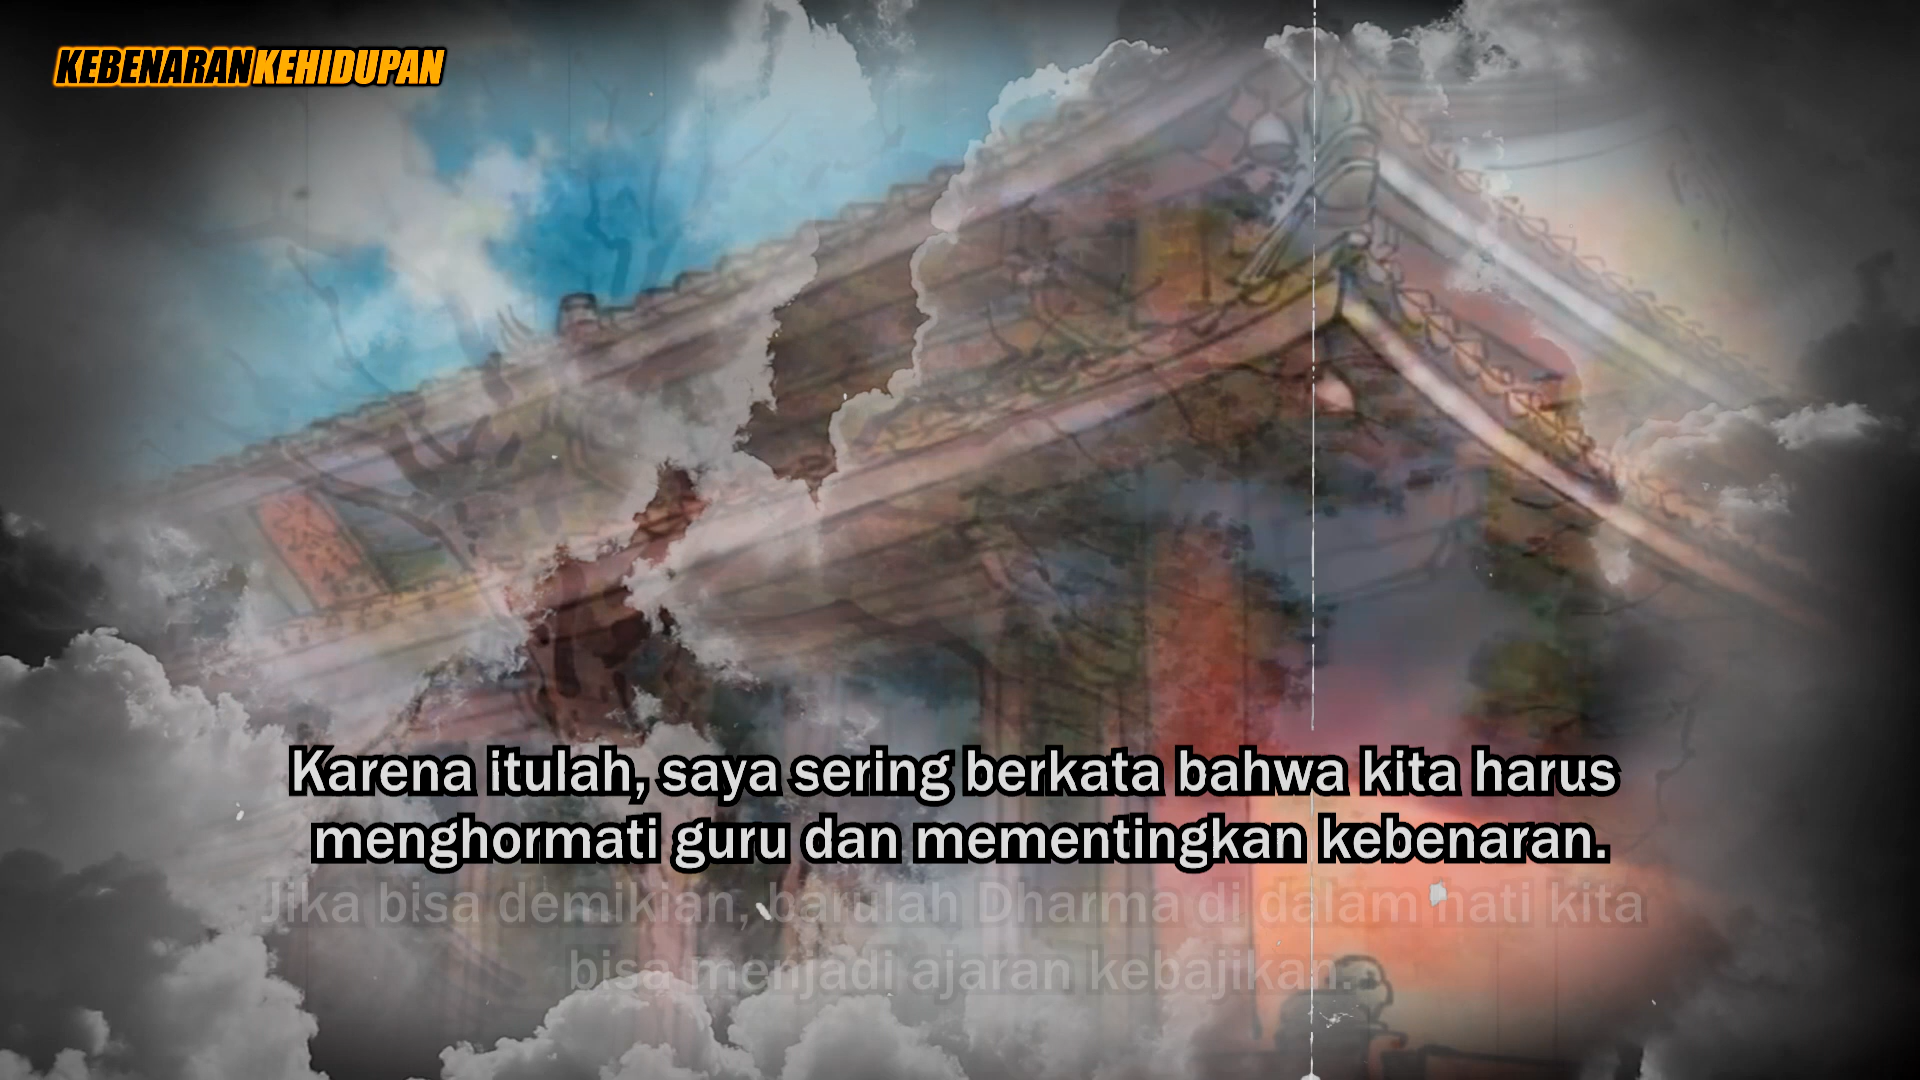 KEBENARANKEHIDUPAN
Karena itulah, saya sering berkata bahwa kita harus
menghormati guru dan mementingkan kebenaran.
Jika bisa demikian, barulah Dharma di dalam hati kita
bisa menjadi ajaran kebajikan.